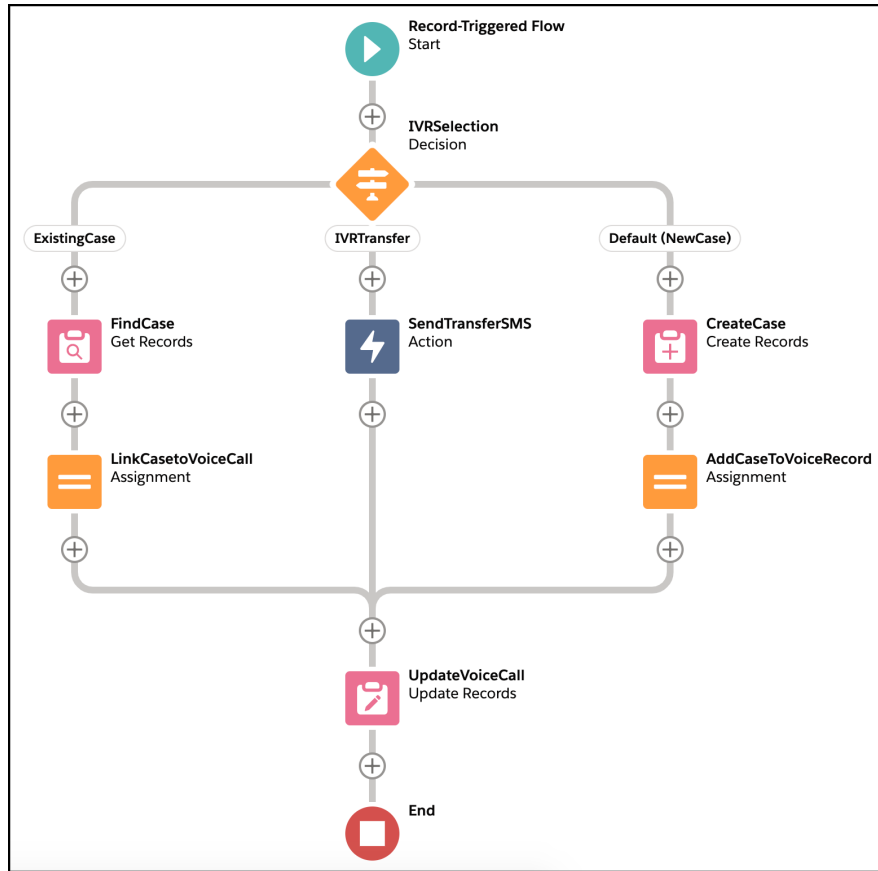 Record-Triggered Flow
Start
IVRSelection
Decision
ExistingCase
IVRTransfer
Default (NewCase)
FindCase
Get Records
SendTransferSMS
Action
CreateCase
Create Records
LinkCasetoVoiceCall
Assignment
AddCaseToVoiceRecord
Assignment
UpdateVoiceCall
Update Records
End